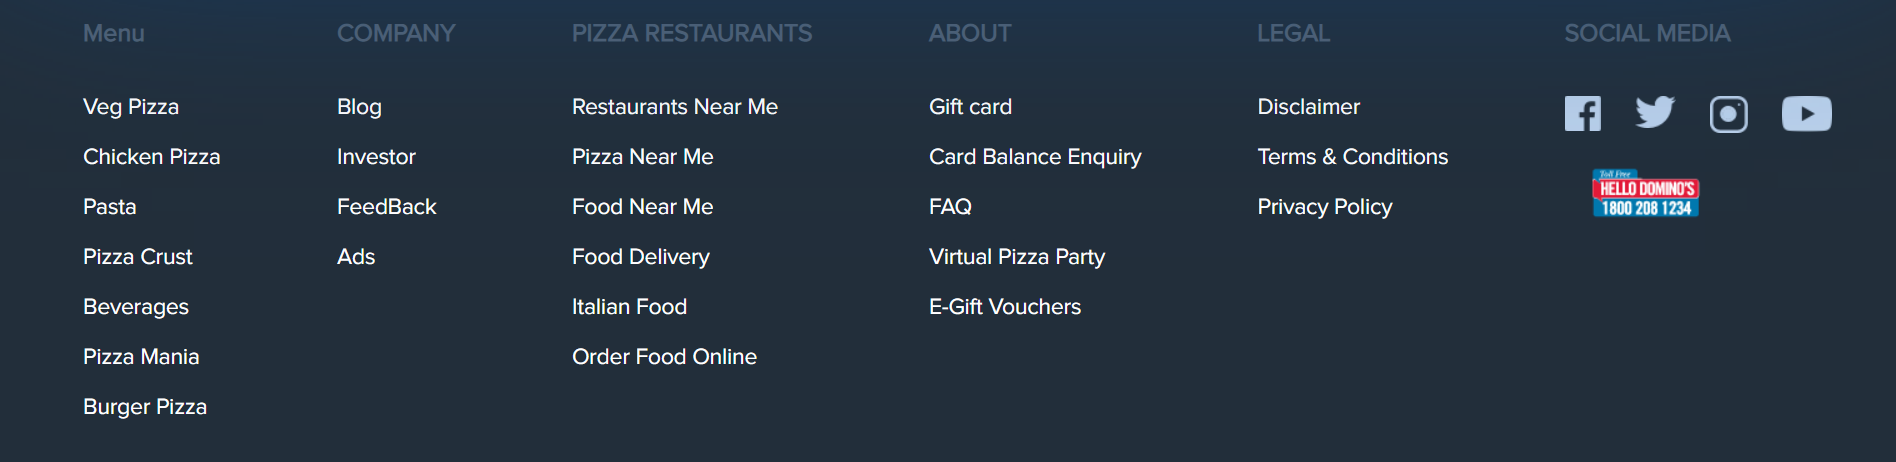 Menu
Veg Pizza
Chicken Pizza
Pasta
Pizza Crust
Beverages
Pizza Mania
Burger Pizza
COMPANY
Blog
Investor
FeedBack
Ads
PIZZA RESTAURANTS
Restaurants Near Me
Pizza Near Me
Food Near Me
Food Delivery
Italian Food
Order Food Online
ABOUT
Gift card
Card Balance Enquiry
FAQ
Virtual Pizza Party
E-Gift Vouchers
LEGAL
Disclaimer
Terms & Conditions
Privacy Policy
SOCIAL MEDIA
Toll Free
HELLO DOMINO'S
1800 208 1234